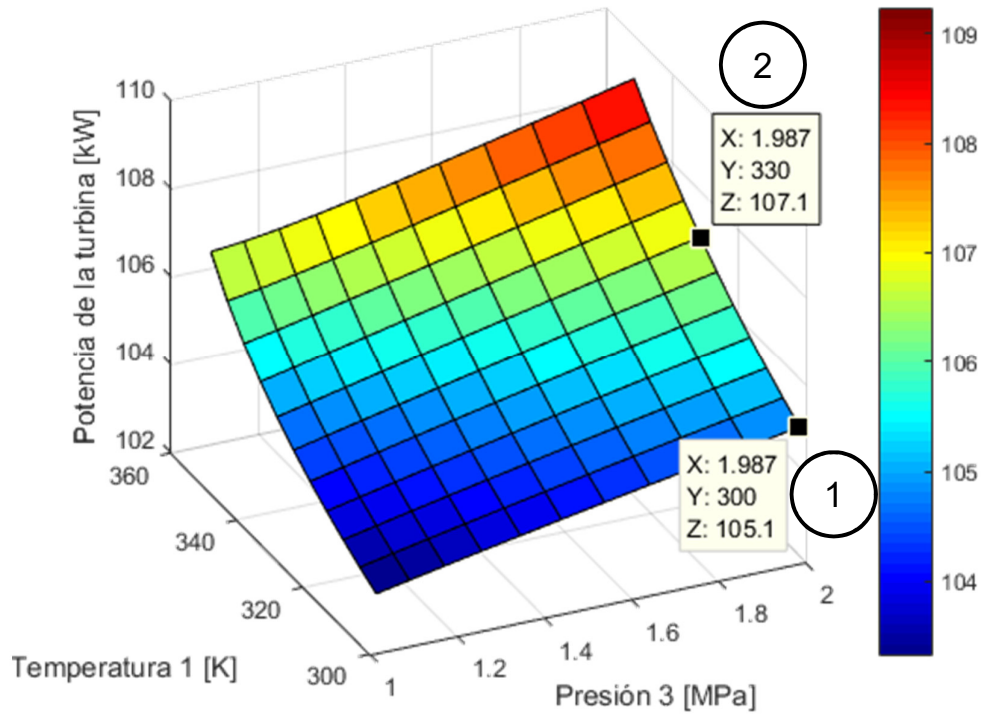 110
108
106
104
102
Potencia de la turbina [kW]
360
340
320
300
Temperatura 1 [K]
1
1.2
1.4
1.6
1.8
2
Presión 3 [MPa]
2
X: 1.987
Y: 330
Z: 107.1
X: 1.987
Y: 300
Z: 105.1
1
109
108
107
106
105
104